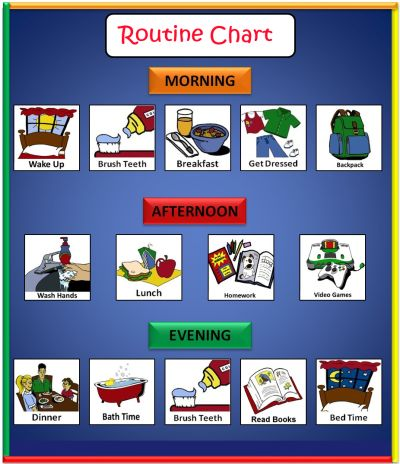 Routine Chart
MORNING
Wake Up
Brush Teeth
Breakfast
Get Dressed
Backpack
AFTERNOON
Wash Hands
Lunch
Homework
Video Games
EVENING
Dinner
Bath Time
Brush Teeth
Read Books
Bed Time